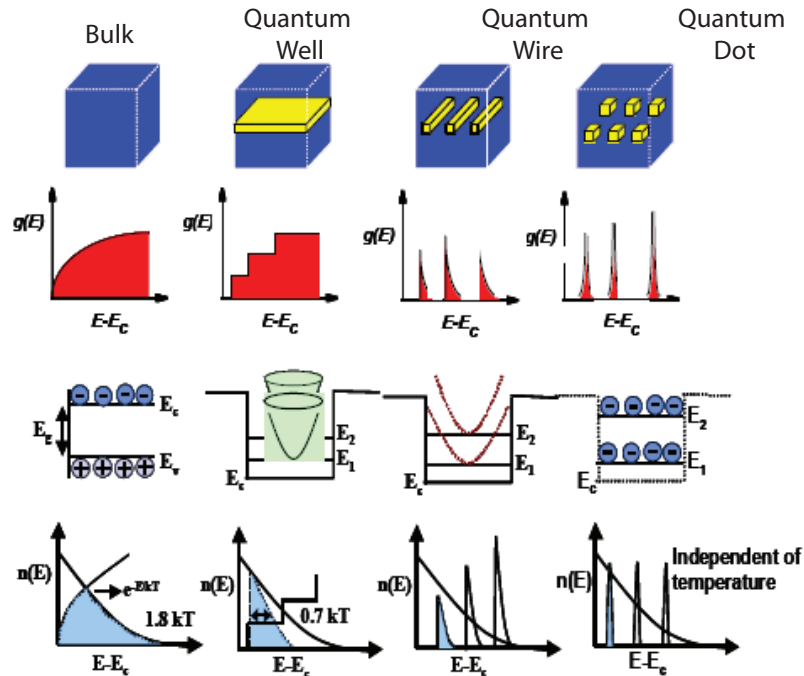 Bulk
Quantum
Well
Quantum
Wire
Quantum
Dot
g(E)
g(E)
g(E)
g(E)
E-Ec
E-Ec
E-Ec
E-Ec
Ec
Eg
Ev
E2
E1
Ec
E2
E1
Ec
E2
E1
Ec
n(E)
e-E/kT
1.8 kT
E-Ec
n(E)
0.7 kT
E-Ec
n(E)
E-Ec
n(E)
Independent of
temperature
E-Ec